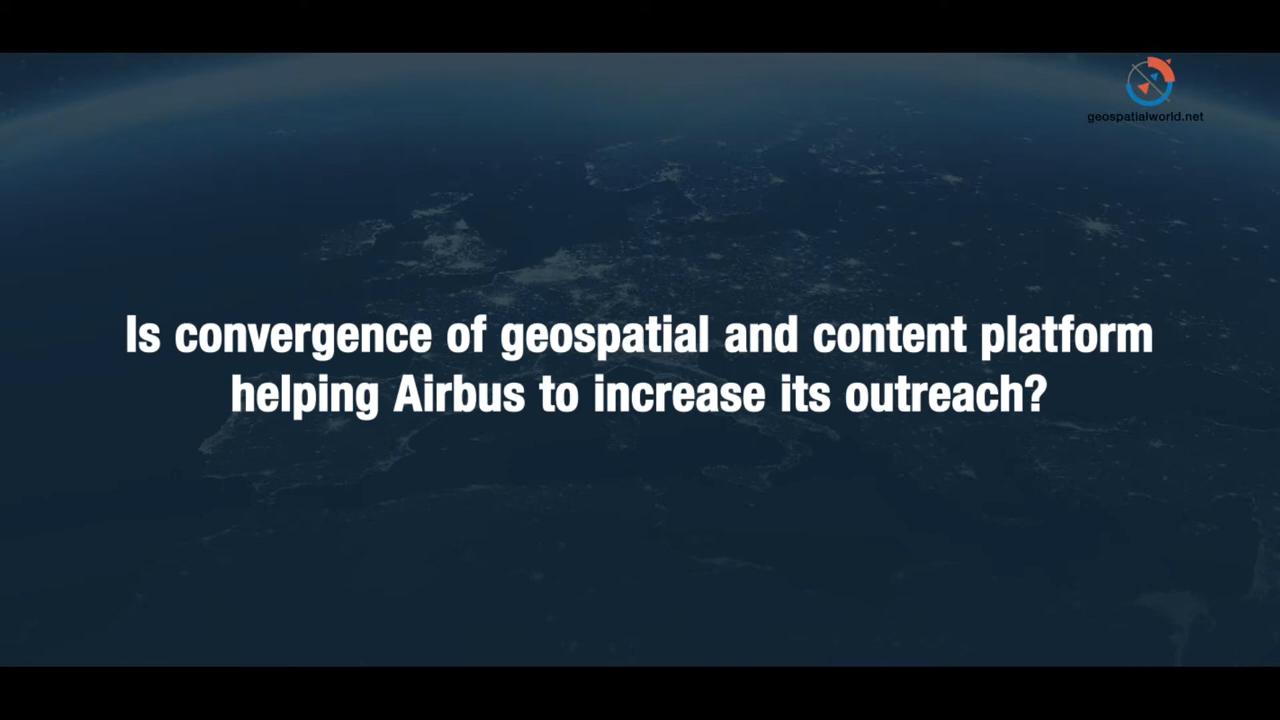 geospatialworld.net
Is convergence of geospatial and content platform
helping Airbus to increase its outreach?